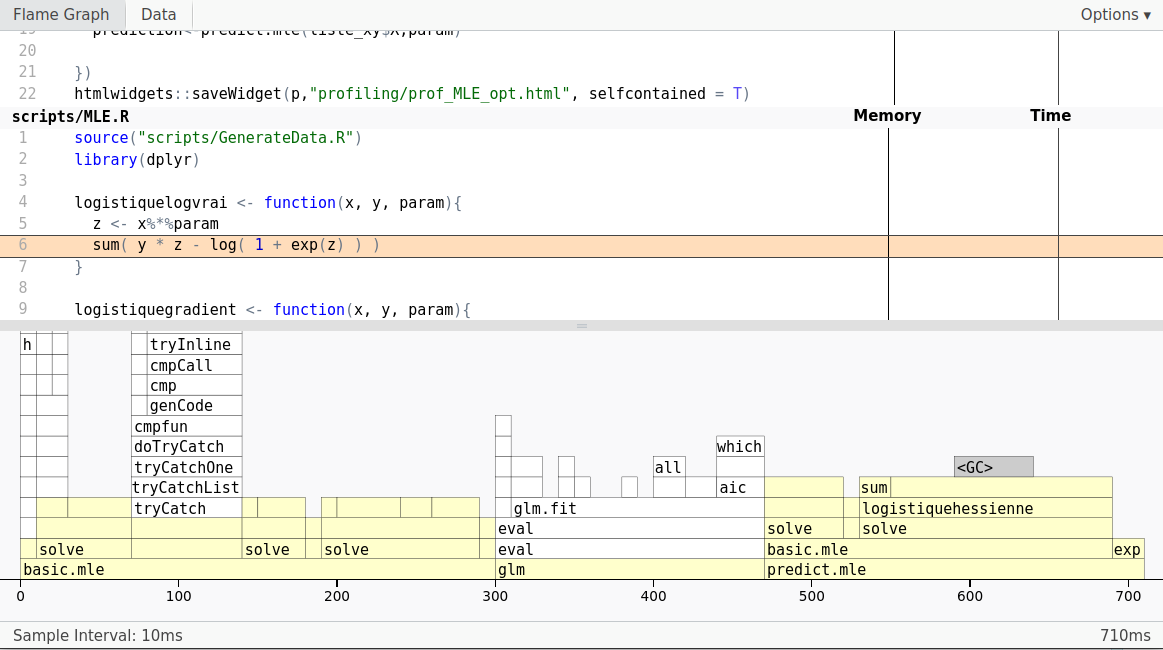 Flame Graph Data Options ▾
19 prediction<-predict.mle(liste_xy$X,param)
20
21 })
22 htmlwidgets::saveWidget(p,"profiling/prof_MLE_opt.html", selfcontained = T)
scripts/MLE.R Memory Time
1 source("scripts/GenerateData.R")
2 library(dplyr)
3
4 logistiquelogvrai <- function(x, y, param){
5 z <- x%*%param
6 sum( y * z - log( 1 + exp(z) ) )
7 }
8
9 logistiquegradient <- function(x, y, param){
h tryInline
cmpCall
cmp
genCode
cmpfun
doTryCatch which
tryCatchOne all <GC>
tryCatchList aic sum
tryCatch glm.fit logistiquehessienne
eval solve solve
solve solve solve eval basic.mle exp
basic.mle glm predict.mle
0 100 200 300 400 500 600 700
Sample Interval: 10ms 710ms